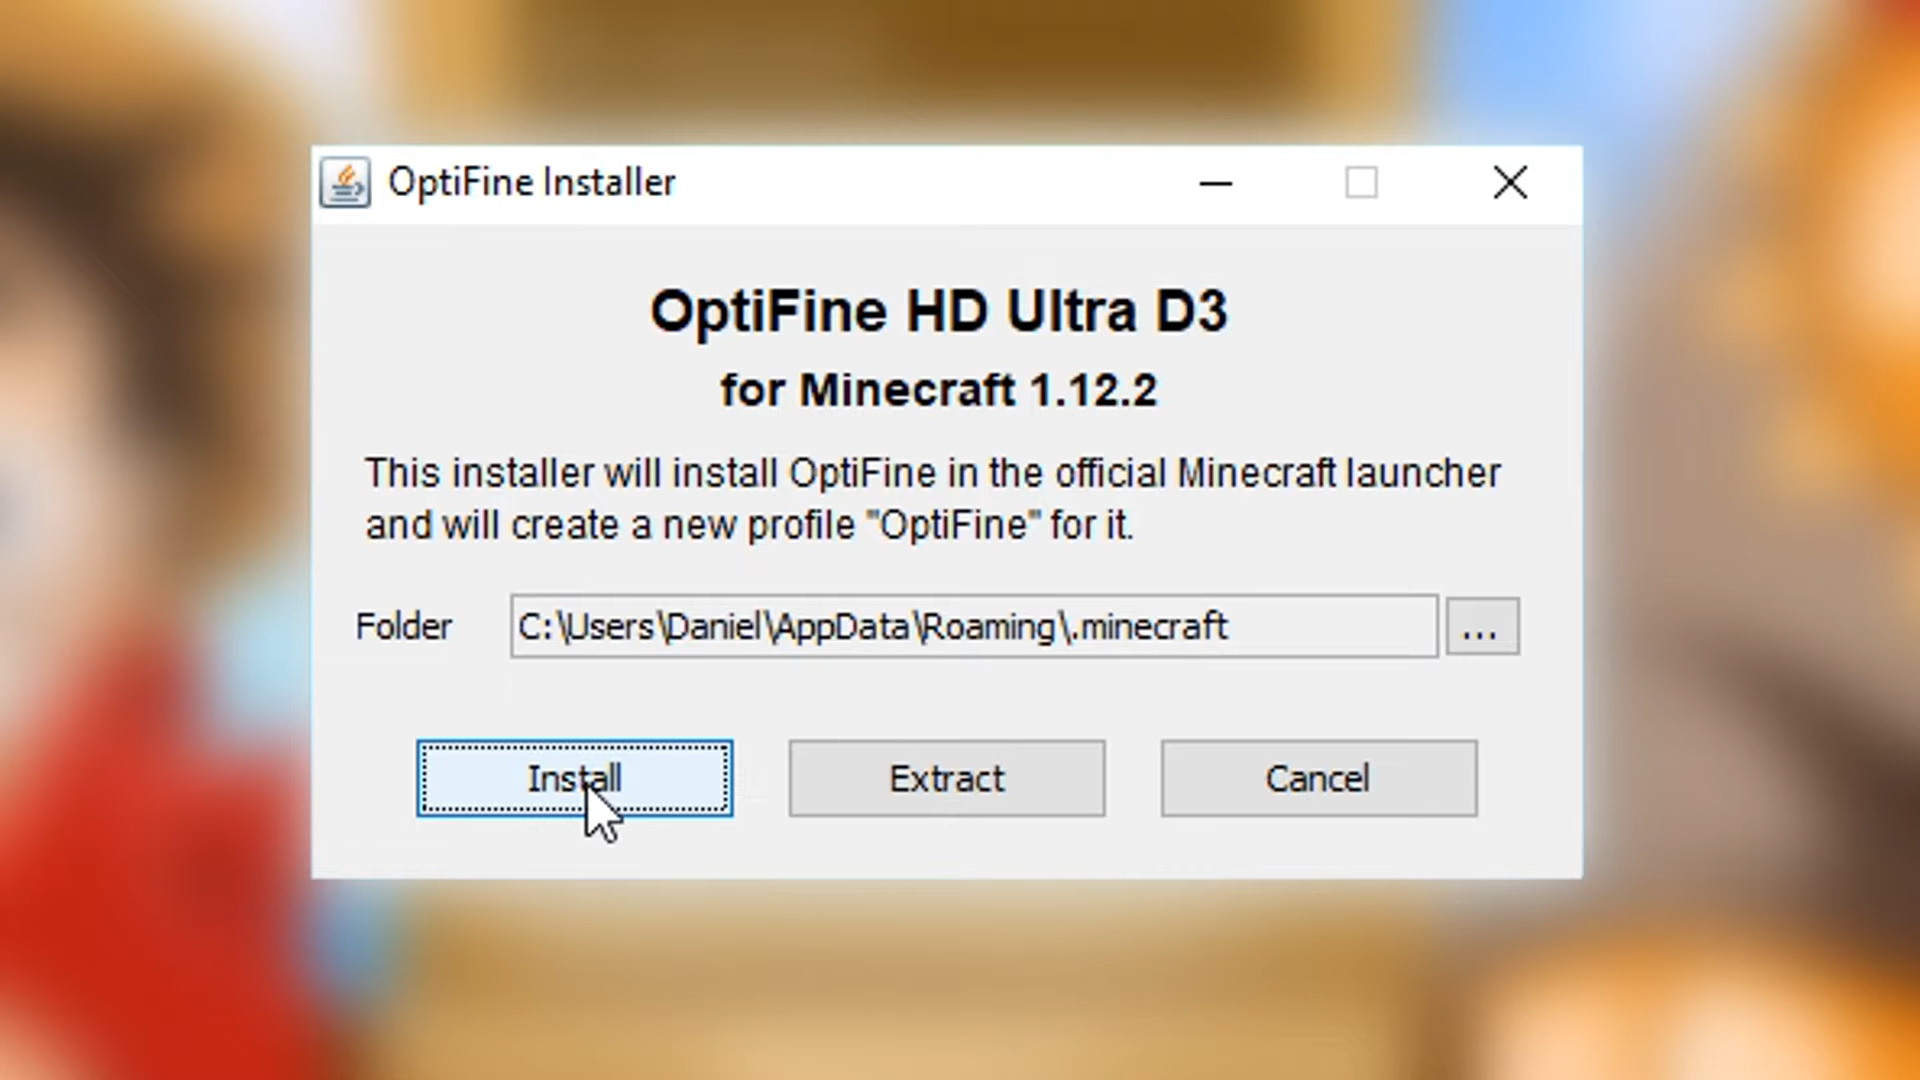 OptiFine Installer
OptiFine HD Ultra D3
for Minecraft 1.12.2
This installer will install OptiFine in the official Minecraft launcher
and will create a new profile "OptiFine" for it.
Folder C:\Users\Daniel\AppData\Roaming\.minecraft ...
Install Extract Cancel